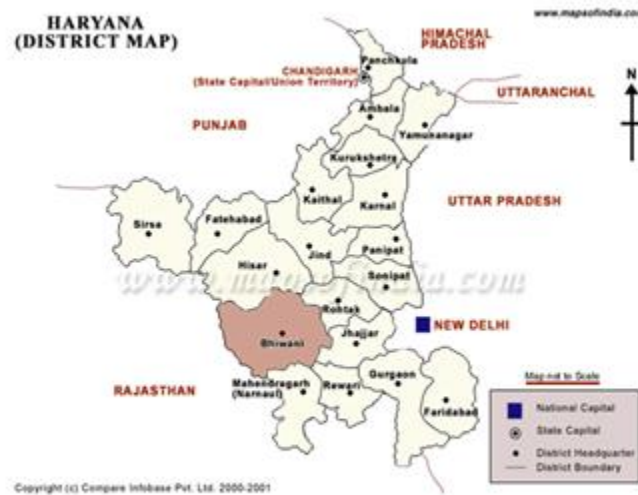 HARYANA
(DISTRICT MAP)
www.mapsofindia.co
HIMACHAL
PRADESH
Panchkula
CHANDIGARH
(State Capital/Union Territory)
N
UTTARANCHAL
Ambala
PUNJAB
Yamunanagar
Kurukshetra
Kaithal
Karnal
UTTAR PRADESH
Sirsa
Fatehabad
Jind
Panipat
Hisar
Sonipat
www.mapsofindia.com
Rohtak
NEW DELHI
Bhiwani
Jhajjar
RAJASTHAN
Mahendragarh
(Narnaul)
Rewari
Gurgaon
Faridabad
Map not to Scale
National Capital
State Capital
District Headquarter
District Boundary
Copyright (c) Compare Infobase Pvt. Ltd. 2000-2001